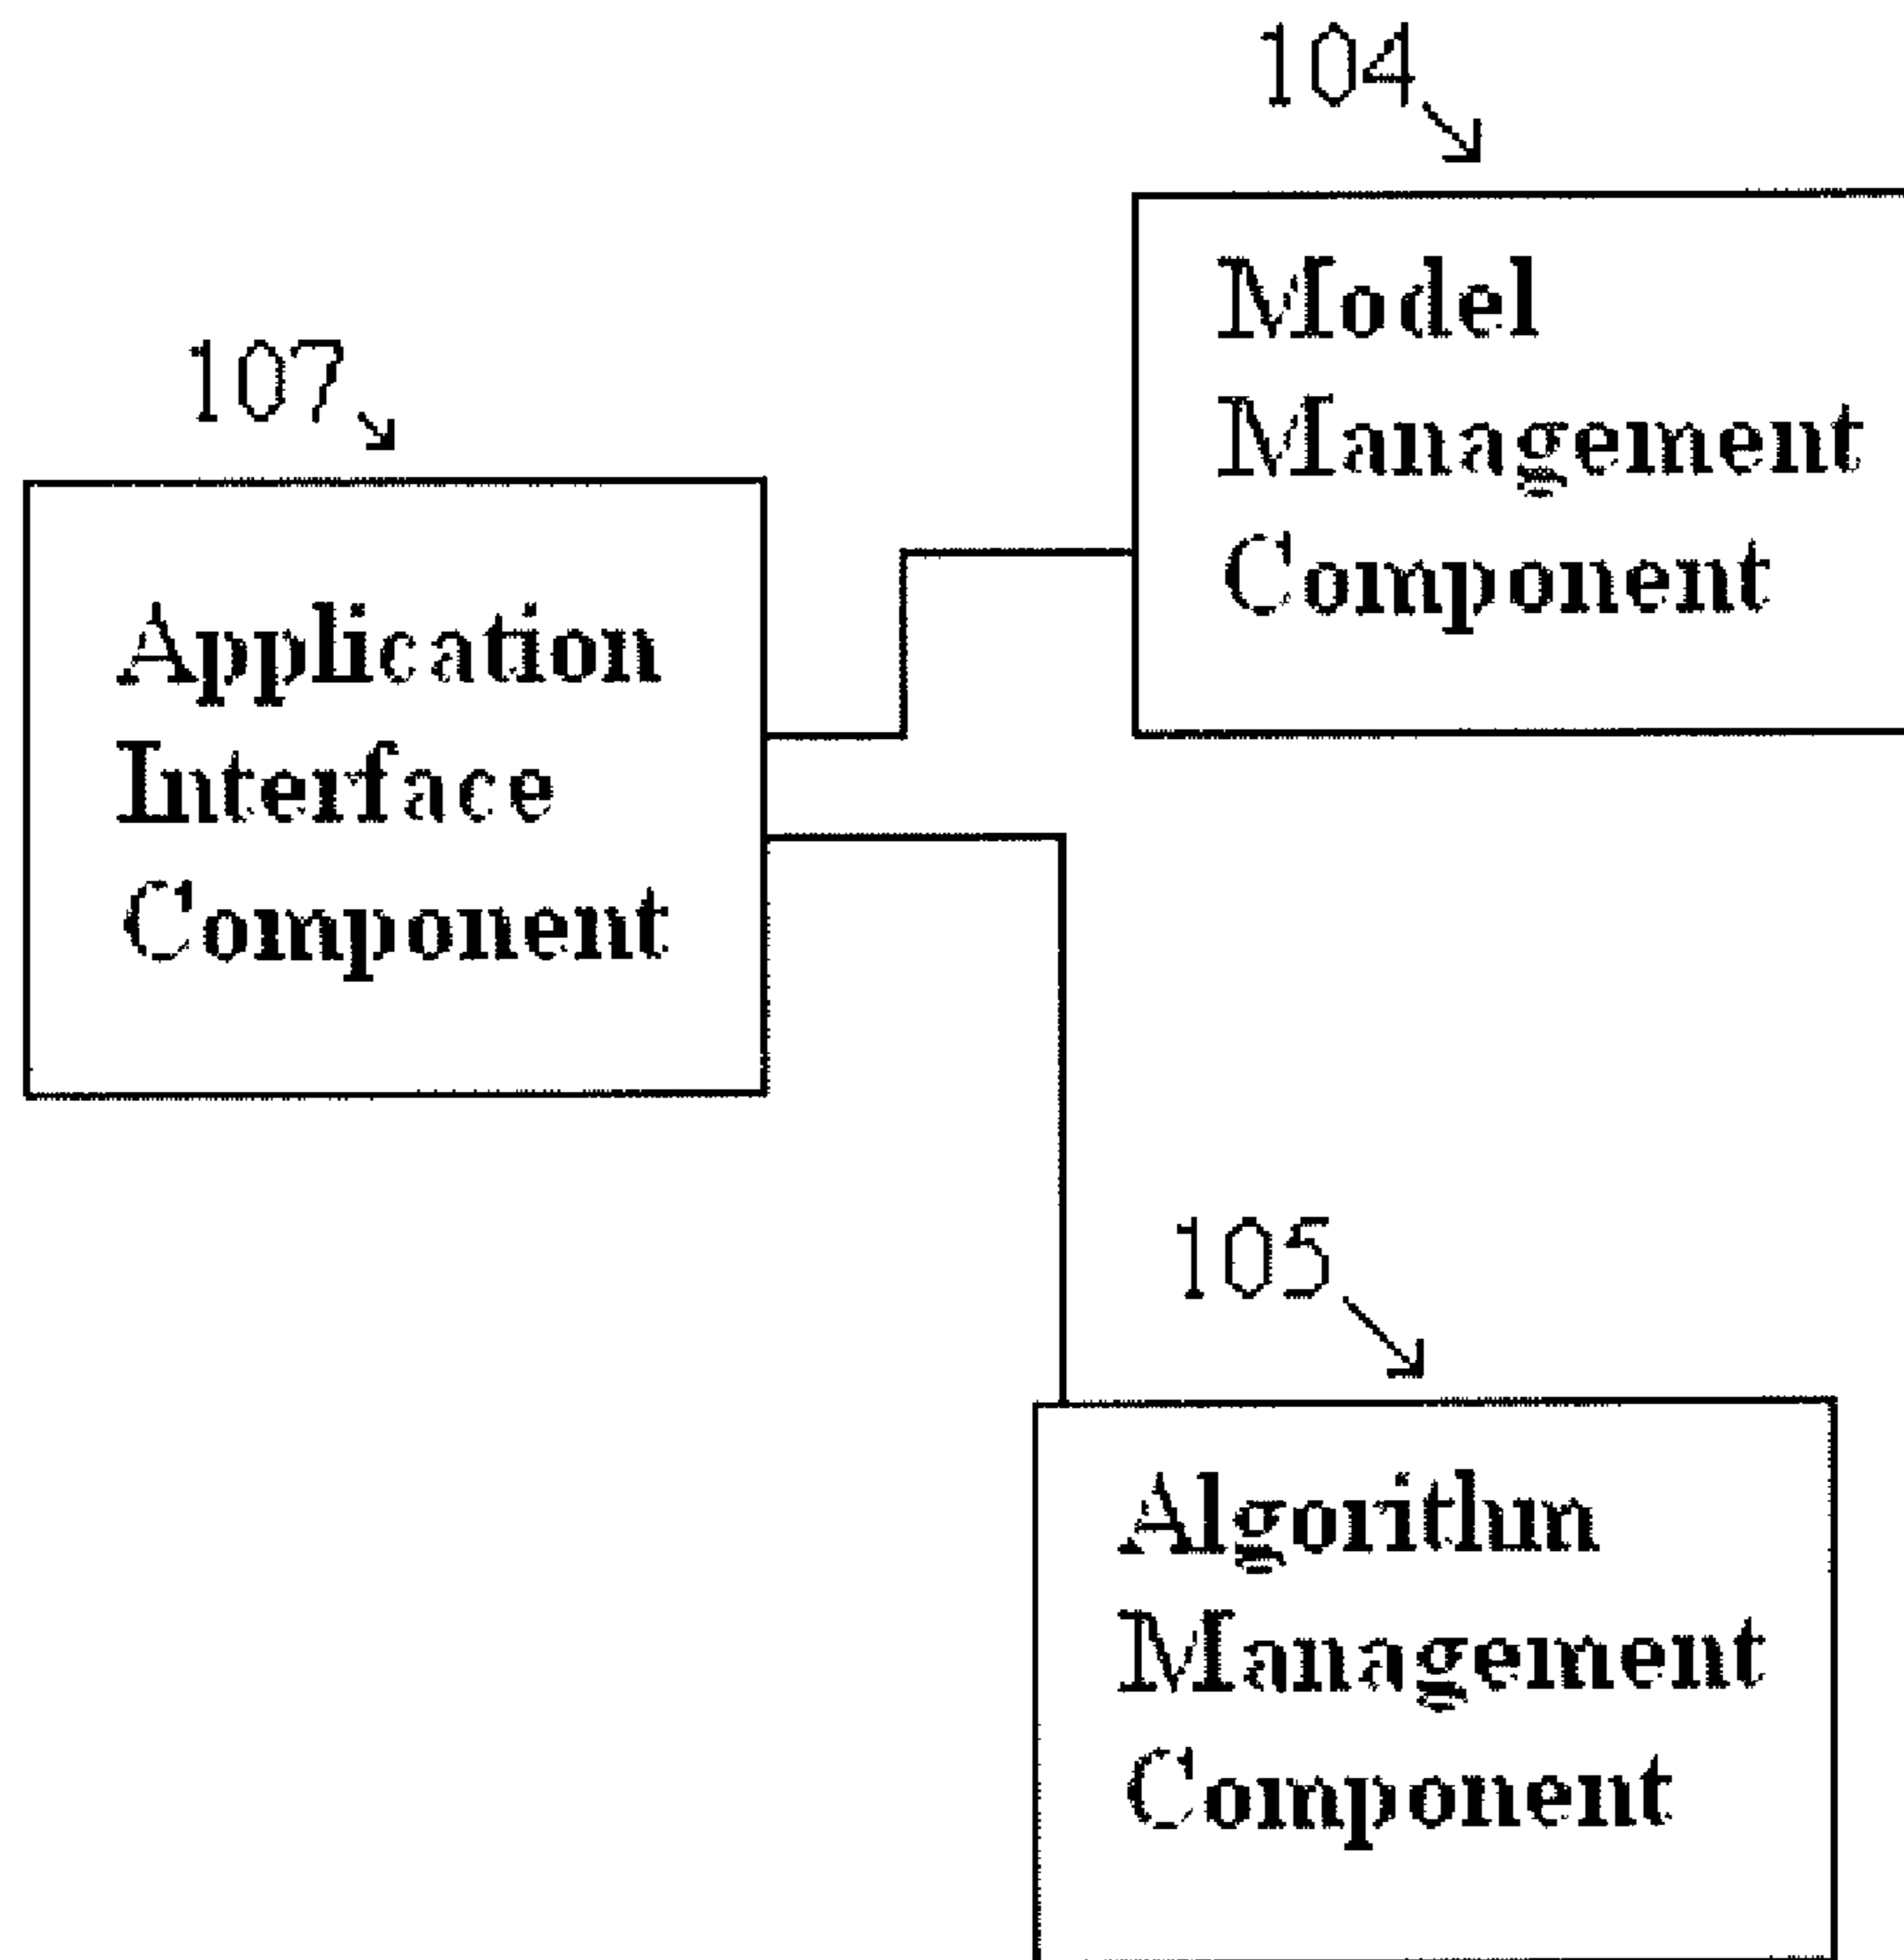 104
Model
Management
Component
107
Application
Interface
Component
105
Algorithm
Management
Component